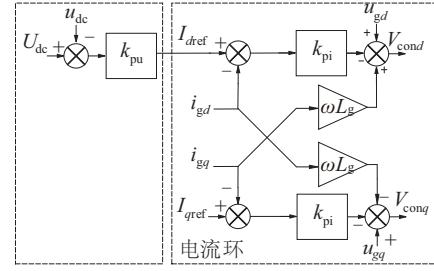 u_dc
U_dc + −
k_pu
I_dref + −
k_pi
u_gd
+ − +
V_cond
i_gd
ωL_g
i_gq
ωL_g
I_qref + −
k_pi
− − +
V_conq
u_gq
电流环